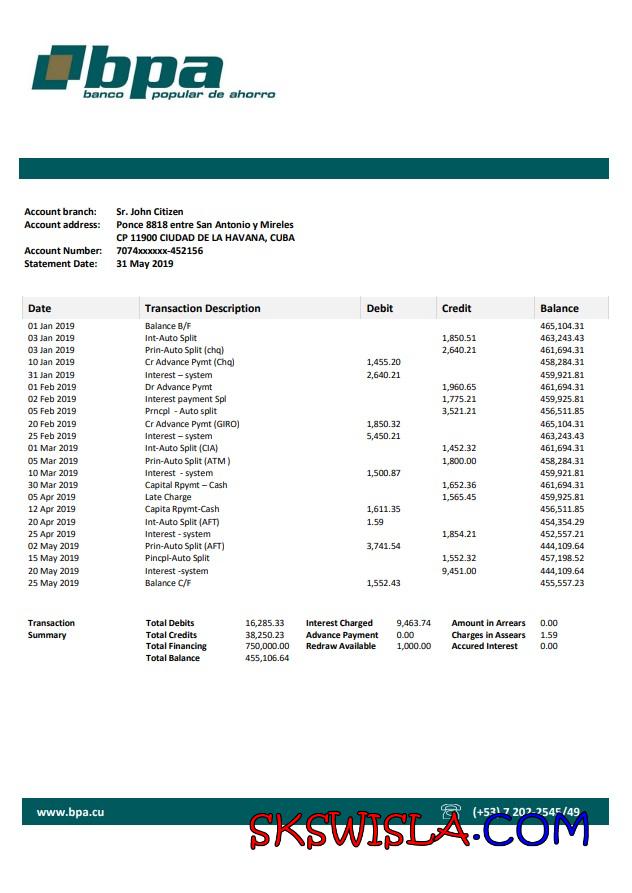 bpa
banco popular de ahorro
Account branch: Sr. John Citizen
Account address: Ponce 8818 entre San Antonio y Mireles
CP 11900 CIUDAD DE LA HAVANA, CUBA
Account Number: 7074xxxxxx-452156
Statement Date: 31 May 2019
Date Transaction Description Debit Credit Balance
01 Jan 2019 Balance B/F 465,104.31
03 Jan 2019 Int-Auto Split 1,850.51 463,243.43
03 Jan 2019 Prin-Auto Split (chq) 2,640.21 461,694.31
10 Jan 2019 Cr Advance Pymt (Chq) 1,455.20 458,284.31
31 Jan 2019 Interest – system 2,640.21 459,921.81
01 Feb 2019 Dr Advance Pymt 1,960.65 461,694.31
02 Feb 2019 Interest payment Spl 1,775.21 459,925.81
05 Feb 2019 Prncpl - Auto split 3,521.21 456,511.85
20 Feb 2019 Cr Advance Pymt (GIRO) 1,850.32 465,104.31
25 Feb 2019 Interest – system 5,450.21 463,243.43
01 Mar 2019 Int-Auto Split (CIA) 1,452.32 461,694.31
05 Mar 2019 Prin-Auto Split (ATM ) 1,800.00 458,284.31
10 Mar 2019 Interest - system 1,500.87 459,921.81
30 Mar 2019 Capital Rpymt – Cash 1,652.36 461,694.31
05 Apr 2019 Late Charge 1,565.45 459,925.81
12 Apr 2019 Capita Rpymt-Cash 1,611.35 456,511.85
20 Apr 2019 Int-Auto Split (AFT) 1.59 454,354.29
25 Apr 2019 Interest - system 1,854.21 452,557.21
02 May 2019 Prin-Auto Split (AFT) 3,741.54 444,109.64
15 May 2019 Pincpl-Auto Split 1,552.32 457,198.52
20 May 2019 Interest -system 9,451.00 444,109.64
25 May 2019 Balance C/F 1,552.43 455,557.23
Transaction Total Debits 16,285.33 Interest Charged 9,463.74 Amount in Arrears 0.00
Summary Total Credits 38,250.23 Advance Payment 0.00 Charges in Assears 1.59
Total Financing 750,000.00 Redraw Available 1,000.00 Accured Interest 0.00
Total Balance 455,106.64
www.bpa.cu (+53) 7 202-2545/49
SKSWISLA.COM